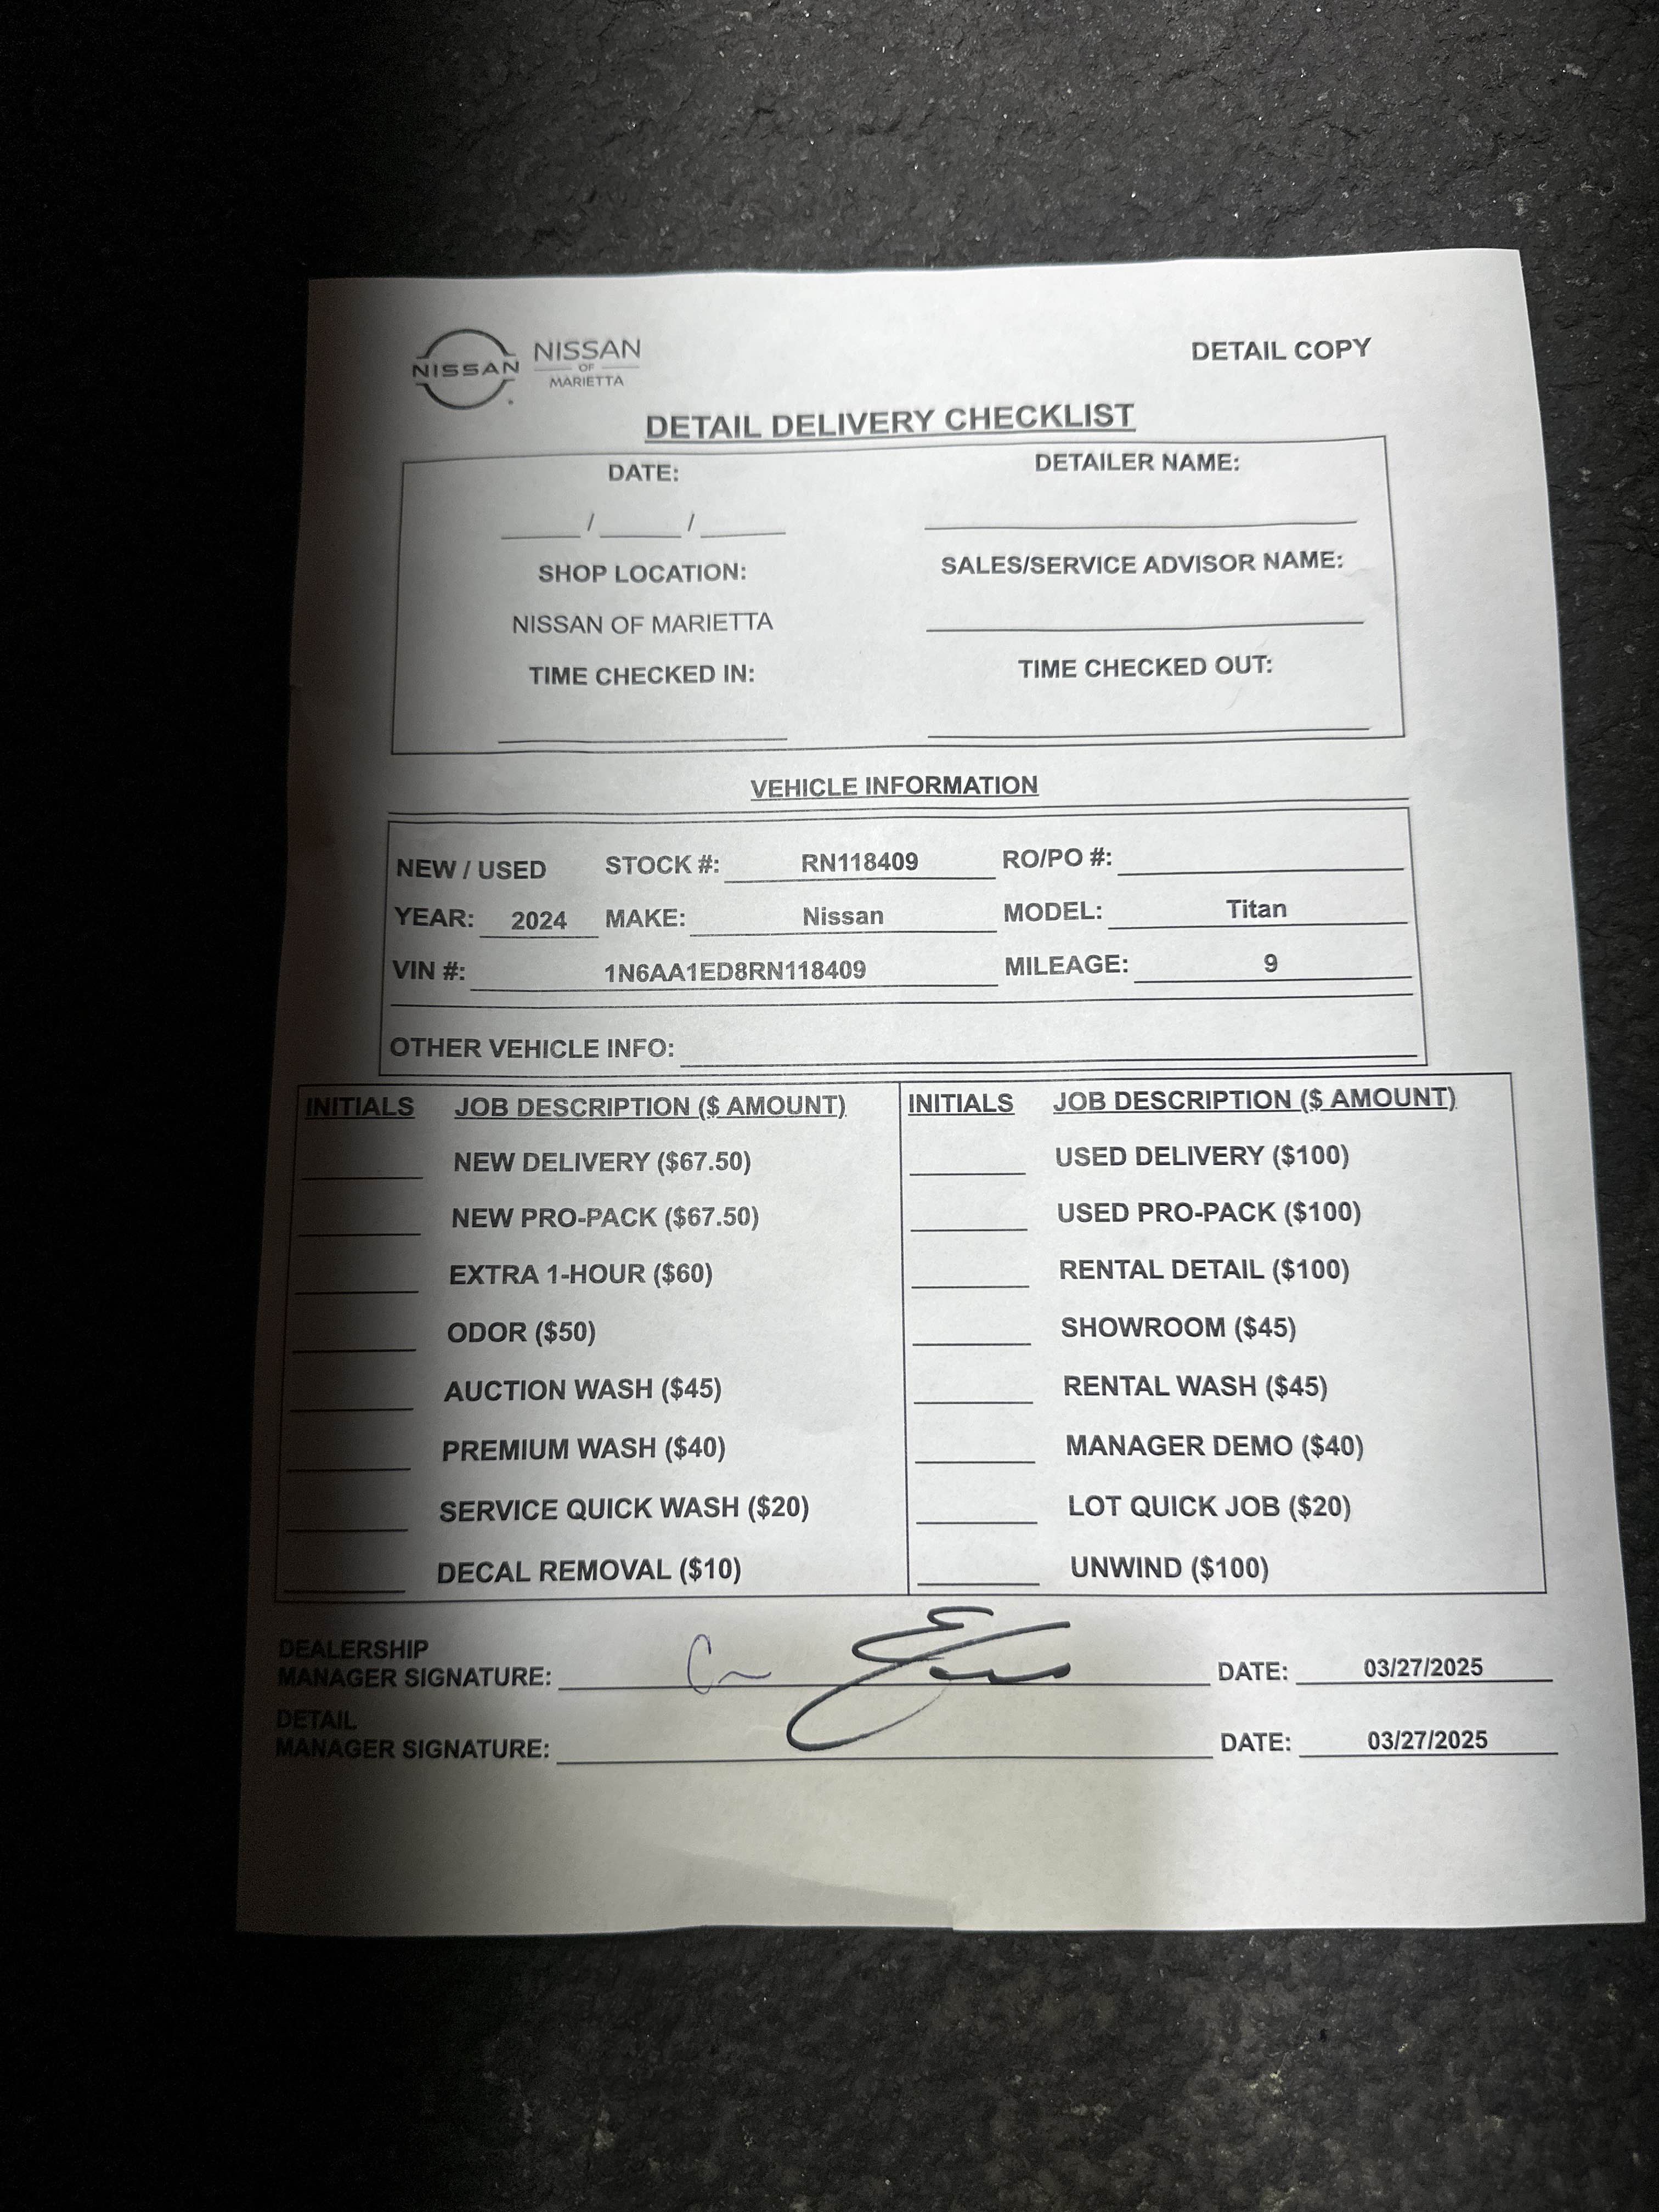 NISSAN
NISSAN
OF
MARIETTA
DETAIL COPY
DETAIL DELIVERY CHECKLIST
DATE: DETAILER NAME:
____ / ____ / ____ ____
SHOP LOCATION: SALES/SERVICE ADVISOR NAME:
NISSAN OF MARIETTA ____
TIME CHECKED IN: TIME CHECKED OUT:
VEHICLE INFORMATION
NEW / USED STOCK #: RN118409 RO/PO #:
YEAR: 2024 MAKE: Nissan MODEL: Titan
VIN #: 1N6AA1ED8RN118409 MILEAGE: 9
OTHER VEHICLE INFO:
INITIALS JOB DESCRIPTION ($ AMOUNT) INITIALS JOB DESCRIPTION ($ AMOUNT)
NEW DELIVERY ($67.50) USED DELIVERY ($100)
NEW PRO-PACK ($67.50) USED PRO-PACK ($100)
EXTRA 1-HOUR ($60) RENTAL DETAIL ($100)
ODOR ($50) SHOWROOM ($45)
AUCTION WASH ($45) RENTAL WASH ($45)
PREMIUM WASH ($40) MANAGER DEMO ($40)
SERVICE QUICK WASH ($20) LOT QUICK JOB ($20)
DECAL REMOVAL ($10) UNWIND ($100)
DEALERSHIP
MANAGER SIGNATURE: DATE: 03/27/2025
DETAIL
MANAGER SIGNATURE: DATE: 03/27/2025